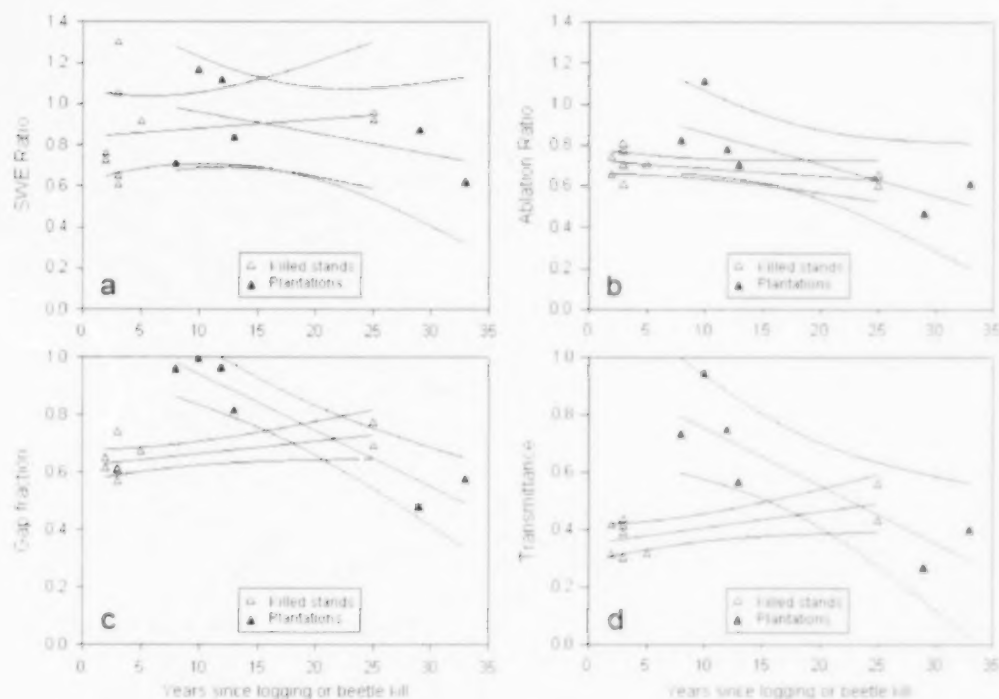 1.4
1.2
1.0
0.8
0.6
0.4
0.2
0.0
SWE Ratio
a
Killed stands
Plantations
0 5 10 15 20 25 30 35
1.4
1.2
1.0
0.8
0.6
0.4
0.2
0.0
Ablation Ratio
b
Killed stands
Plantations
0 5 10 15 20 25 30 35
1.0
0.8
0.6
0.4
0.2
0.0
Gap fraction
c
Killed stands
Plantations
0 5 10 15 20 25 30 35
Years since logging or beetle kill
1.0
0.8
0.6
0.4
0.2
0.0
Transmittance
d
Killed stands
Plantations
0 5 10 15 20 25 30 35
Years since logging or beetle kill